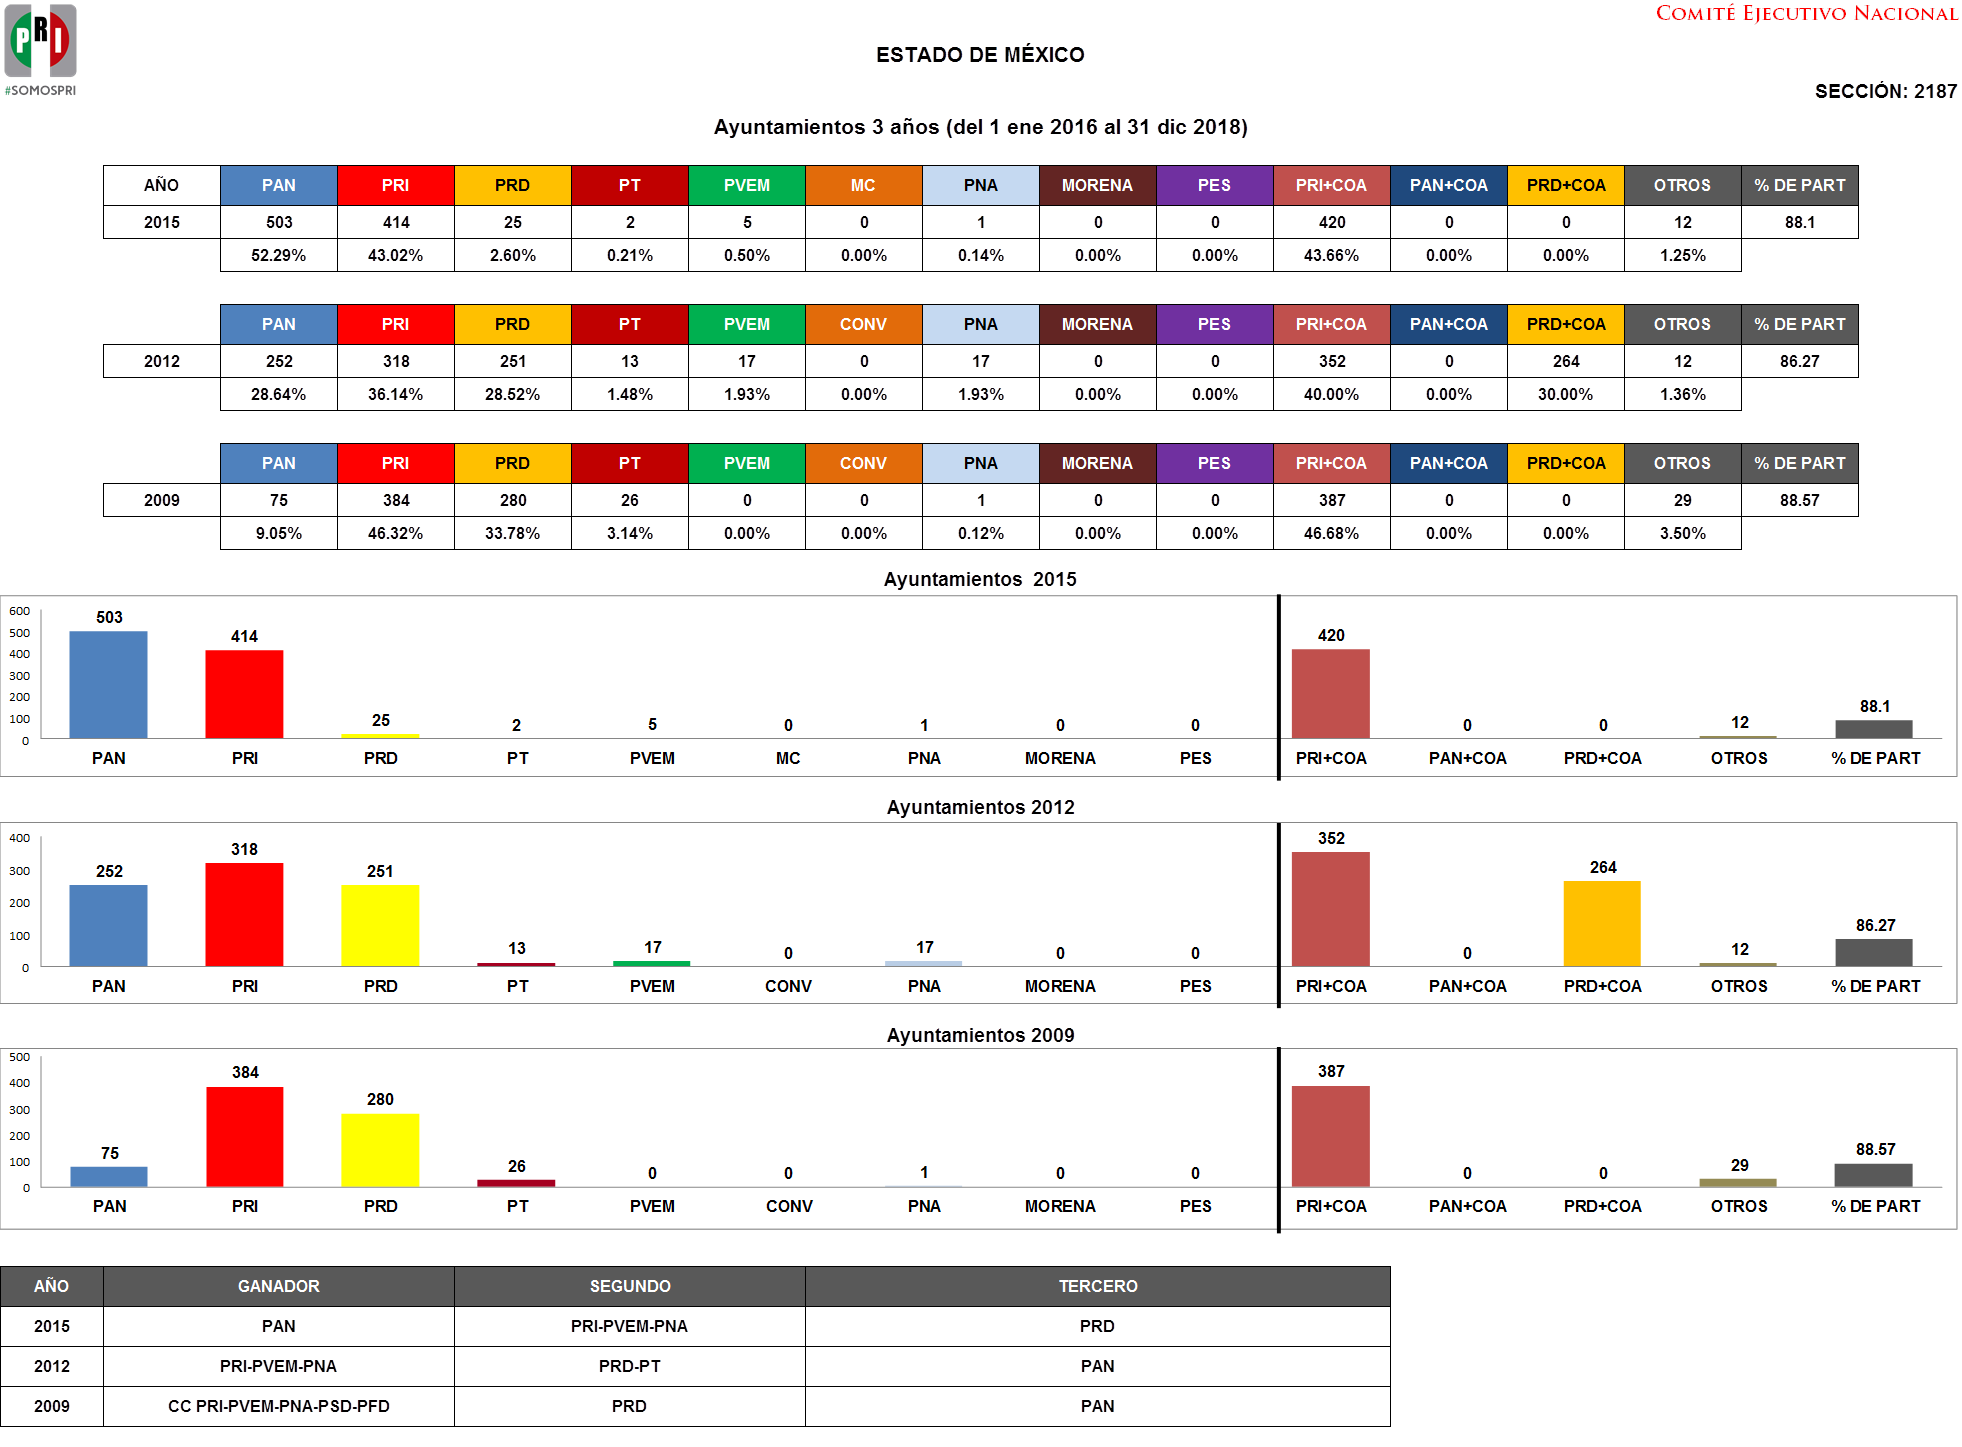 PRI
#SOMOSPRI
COMITÉ EJECUTIVO NACIONAL
ESTADO DE MÉXICO
SECCIÓN: 2187
Ayuntamientos 3 años (del 1 ene 2016 al 31 dic 2018)
AÑO PAN PRI PRD PT PVEM MC PNA MORENA PES PRI+COA PAN+COA PRD+COA OTROS % DE PART
2015 503 414 25 2 5 0 1 0 0 420 0 0 12 88.1
52.29% 43.02% 2.60% 0.21% 0.50% 0.00% 0.14% 0.00% 0.00% 43.66% 0.00% 0.00% 1.25%
PAN PRI PRD PT PVEM CONV PNA MORENA PES PRI+COA PAN+COA PRD+COA OTROS % DE PART
2012 252 318 251 13 17 0 17 0 0 352 0 264 12 86.27
28.64% 36.14% 28.52% 1.48% 1.93% 0.00% 1.93% 0.00% 0.00% 40.00% 0.00% 30.00% 1.36%
PAN PRI PRD PT PVEM CONV PNA MORENA PES PRI+COA PAN+COA PRD+COA OTROS % DE PART
2009 75 384 280 26 0 0 1 0 0 387 0 0 29 88.57
9.05% 46.32% 33.78% 3.14% 0.00% 0.00% 0.12% 0.00% 0.00% 46.68% 0.00% 0.00% 3.50%
Ayuntamientos 2015
600
500
400
300
200
100
0
503 414 25 2 5 0 1 0 0 420 0 0 12 88.1
PAN PRI PRD PT PVEM MC PNA MORENA PES PRI+COA PAN+COA PRD+COA OTROS % DE PART
Ayuntamientos 2012
400
300
200
100
0
252 318 251 13 17 0 17 0 0 352 0 264 12 86.27
PAN PRI PRD PT PVEM CONV PNA MORENA PES PRI+COA PAN+COA PRD+COA OTROS % DE PART
Ayuntamientos 2009
500
400
300
200
100
0
75 384 280 26 0 0 1 0 0 387 0 0 29 88.57
PAN PRI PRD PT PVEM CONV PNA MORENA PES PRI+COA PAN+COA PRD+COA OTROS % DE PART
AÑO GANADOR SEGUNDO TERCERO
2015 PAN PRI-PVEM-PNA PRD
2012 PRI-PVEM-PNA PRD-PT PAN
2009 CC PRI-PVEM-PNA-PSD-PFD PRD PAN